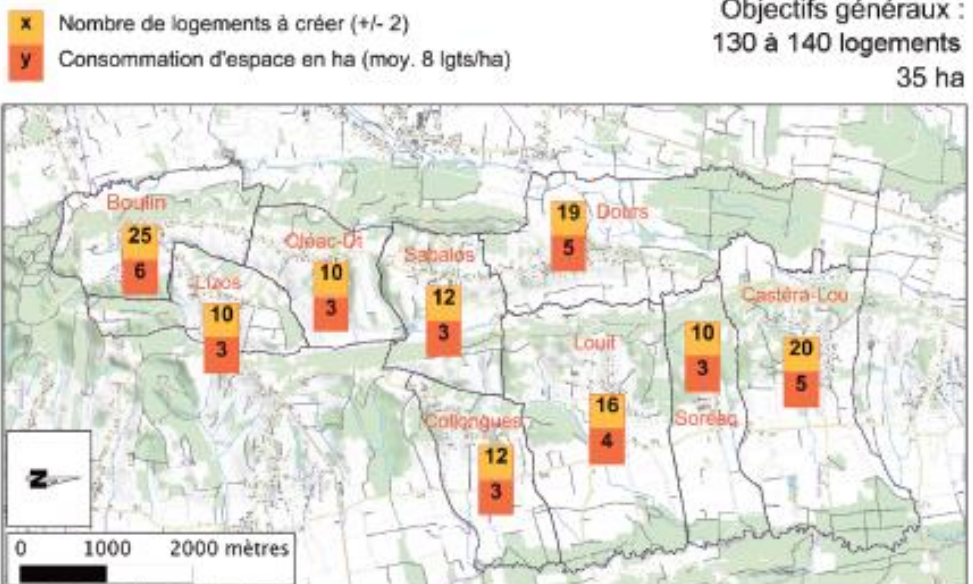 x Nombre de logements à créer (+/- 2)
y Consommation d'espace en ha (moy. 8 lgts/ha)
Objectifs généraux :
130 à 140 logements
35 ha
Boulin
25
6
Lizos
10
3
Oléac-Dt
10
3
Sabalos
12
3
Dours
19
5
Collongues
12
3
Louit
16
4
Soréac
10
3
Castéra-Lou
20
5
N
0 1000 2000 mètres